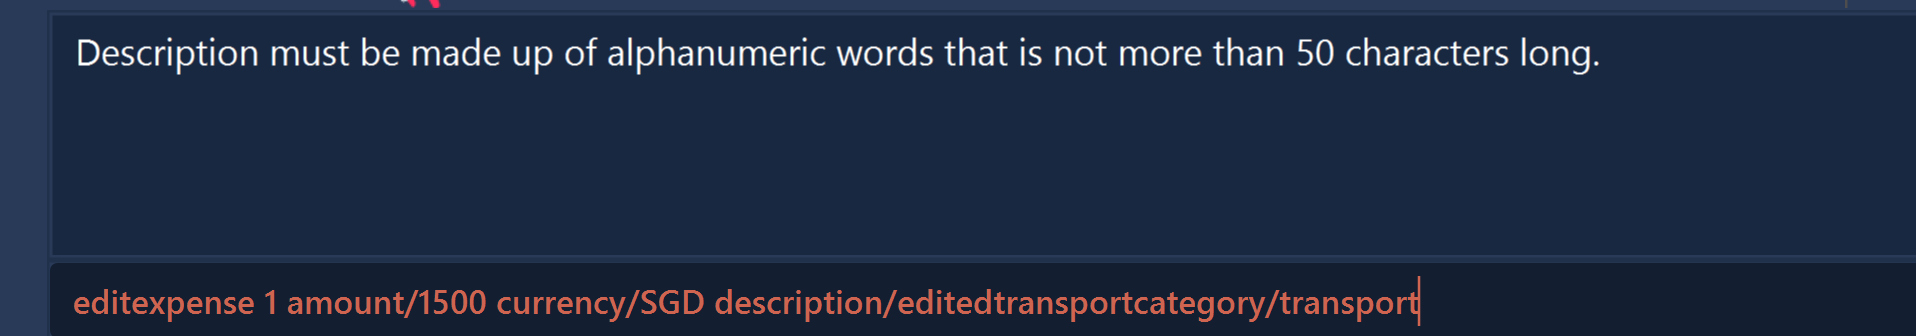 Description must be made up of alphanumeric words that is not more than 50 characters long.
editexpense 1 amount/1500 currency/SGD description/editedtransportcategory/transport